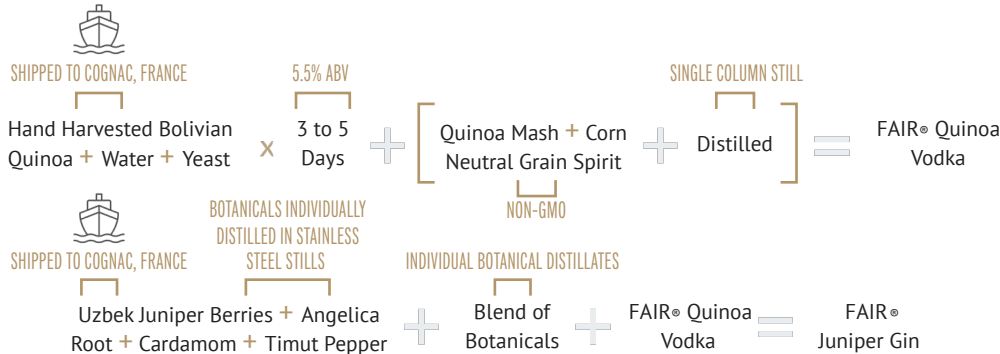 SHIPPED TO COGNAC, FRANCE
5.5% ABV
SINGLE COLUMN STILL
Hand Harvested Bolivian
Quinoa + Water + Yeast
x
3 to 5
Days
+
Quinoa Mash + Corn
Neutral Grain Spirit
+
Distilled
=
FAIR® Quinoa
Vodka
NON-GMO
SHIPPED TO COGNAC, FRANCE
BOTANICALS INDIVIDUALLY
DISTILLED IN STAINLESS
STEEL STILLS
INDIVIDUAL BOTANICAL DISTILLATES
Uzbek Juniper Berries + Angelica
Root + Cardamom + Timut Pepper
+
Blend of
Botanicals
+
FAIR® Quinoa
Vodka
=
FAIR®
Juniper Gin